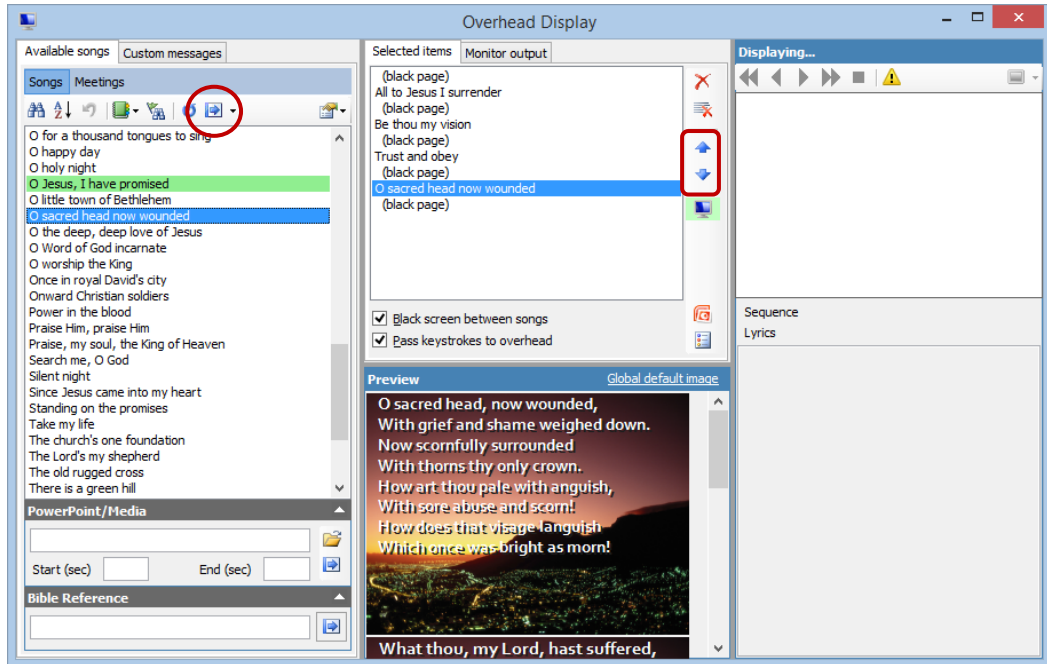 Overhead Display
Available songs Custom messages
Songs Meetings
O for a thousand tongues to sing
O happy day
O holy night
O Jesus, I have promised
O little town of Bethlehem
O sacred head now wounded
O the deep, deep love of Jesus
O Word of God incarnate
O worship the King
Once in royal David's city
Onward Christian soldiers
Power in the blood
Praise Him, praise Him
Praise, my soul, the King of Heaven
Search me, O God
Silent night
Since Jesus came into my heart
Standing on the promises
Take my life
The church's one foundation
The Lord's my shepherd
The old rugged cross
There is a green hill
PowerPoint/Media
Start (sec) End (sec)
Bible Reference
Selected items Monitor output
(black page)
All to Jesus I surrender
(black page)
Be thou my vision
(black page)
Trust and obey
(black page)
O sacred head now wounded
(black page)
Black screen between songs
Pass keystrokes to overhead
Preview Global default image
O sacred head, now wounded,
With grief and shame weighed down.
Now scornfully surrounded
With thorns thy only crown.
How art thou pale with anguish,
With sore abuse and scorn!
How does that visage languish
Which once was bright as morn!
What thou, my Lord, hast suffered,
Displaying...
Sequence
Lyrics